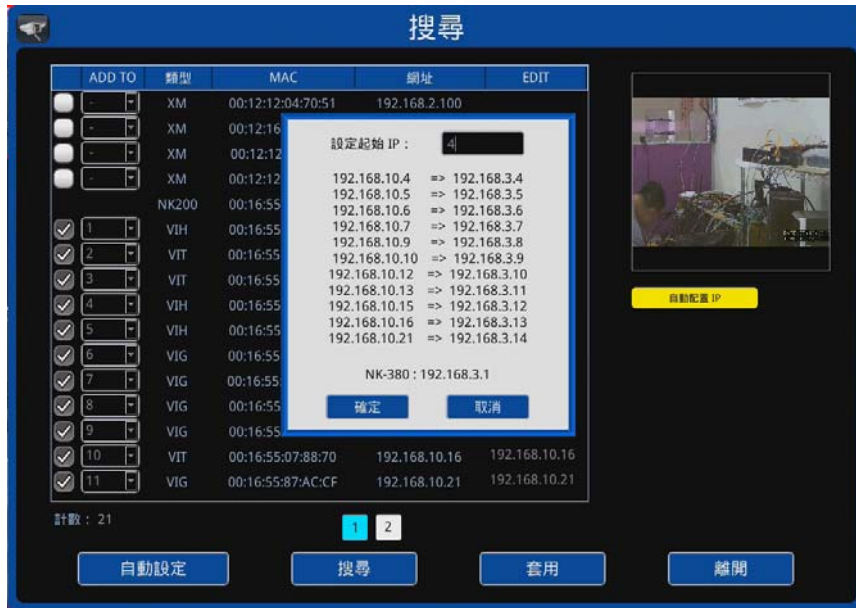 搜尋
ADD TO 類型 MAC 網址 EDIT
- XM 00:12:12:04:70:51 192.168.2.100
- XM 00:12:16
- XM 00:12:12
- XM 00:12:12
NK200 00:16:55
1 VIH 00:16:55
2 VIT 00:16:55
3 VIT 00:16:55
4 VIH 00:16:55
5 VIH 00:16:55
6 VIG 00:16:55
7 VIG 00:16:55
8 VIG 00:16:55
9 VIG 00:16:55
10 VIT 00:16:55:07:88:70 192.168.10.16 192.168.10.16
11 VIG 00:16:55:87:AC:CF 192.168.10.21 192.168.10.21
設定起始 IP： 4
192.168.10.4 => 192.168.3.4
192.168.10.5 => 192.168.3.5
192.168.10.6 => 192.168.3.6
192.168.10.7 => 192.168.3.7
192.168.10.9 => 192.168.3.8
192.168.10.10 => 192.168.3.9
192.168.10.12 => 192.168.3.10
192.168.10.13 => 192.168.3.11
192.168.10.15 => 192.168.3.12
192.168.10.16 => 192.168.3.13
192.168.10.21 => 192.168.3.14
NK-380 : 192.168.3.1
確定 取消
自動配置 IP
計數： 21
1 2
自動設定 搜尋 套用 離開